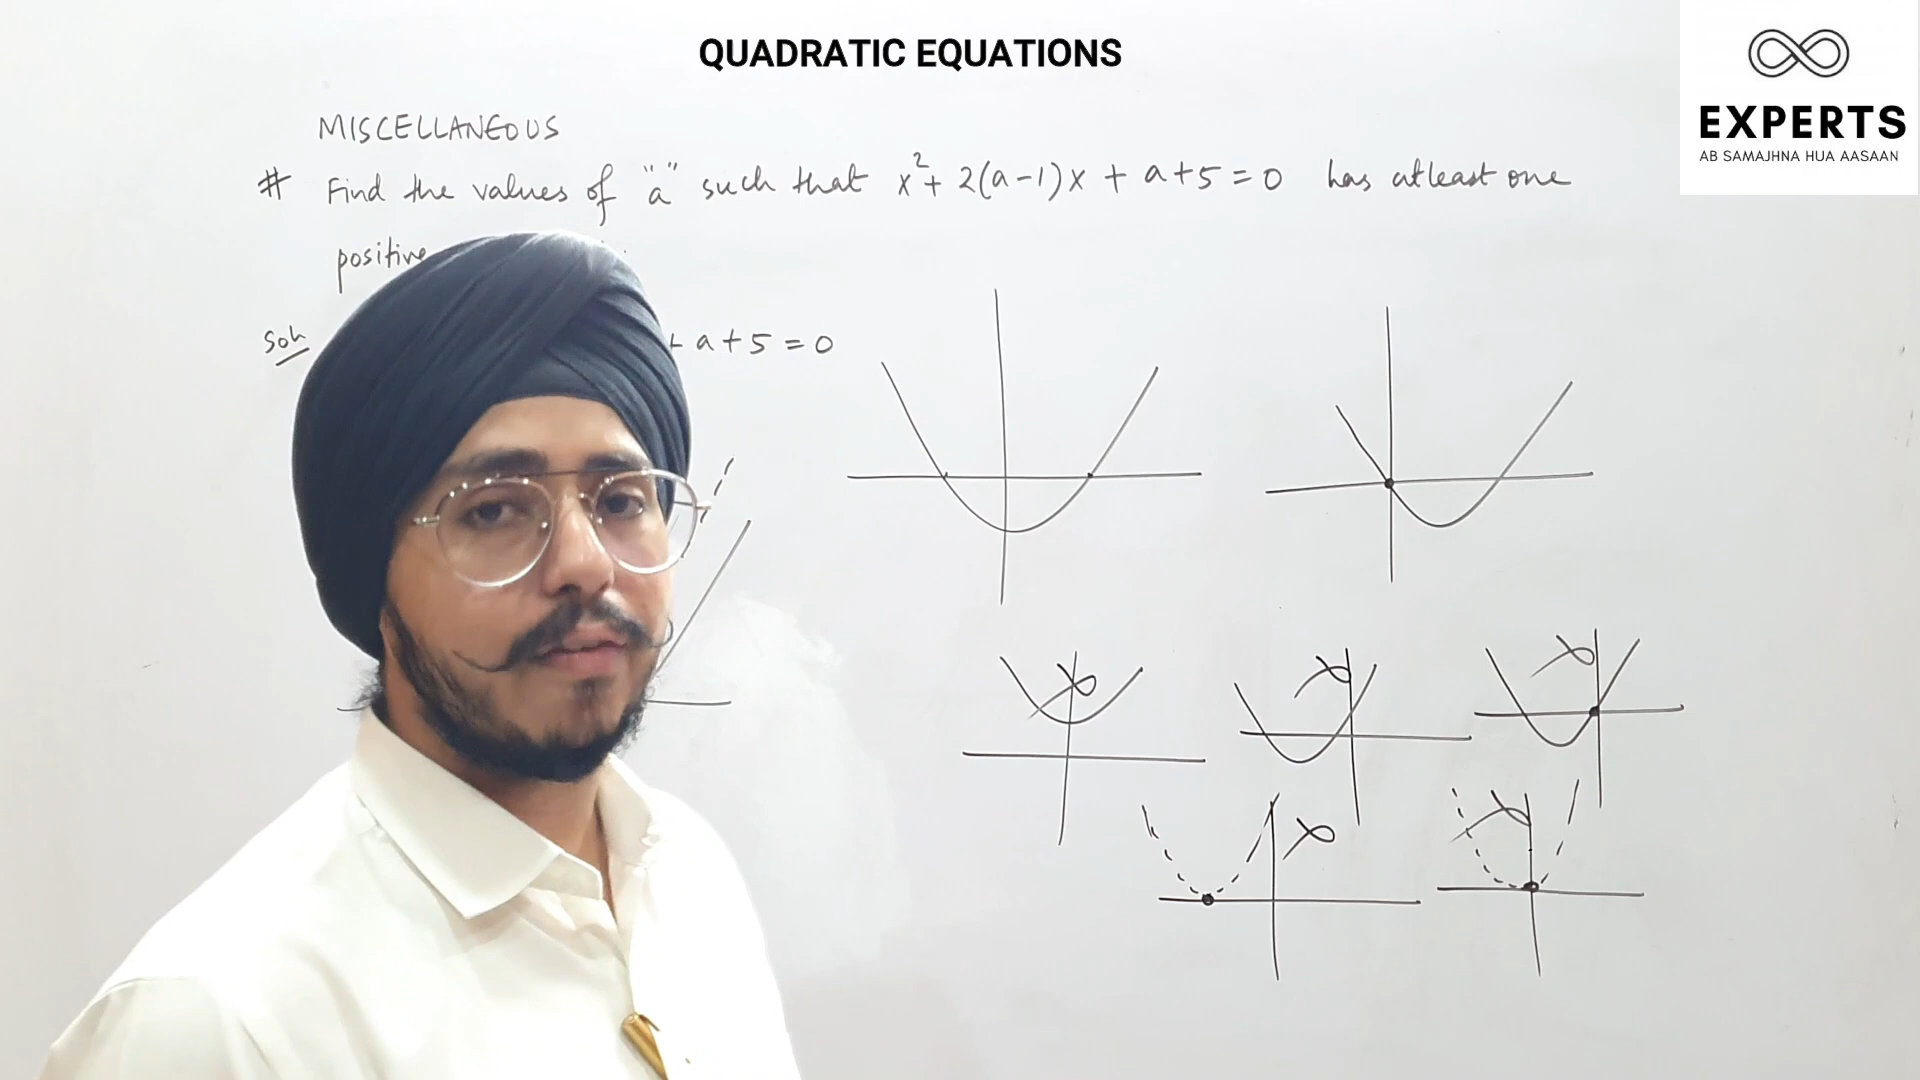 QUADRATIC EQUATIONS
EXPERTS
AB SAMAJHNA HUA AASAAN
MISCELLANEOUS
# Find the values of "a" such that x² + 2(a-1)x + a+5 = 0 has atleast one
positive
Soln
+ a+5 = 0